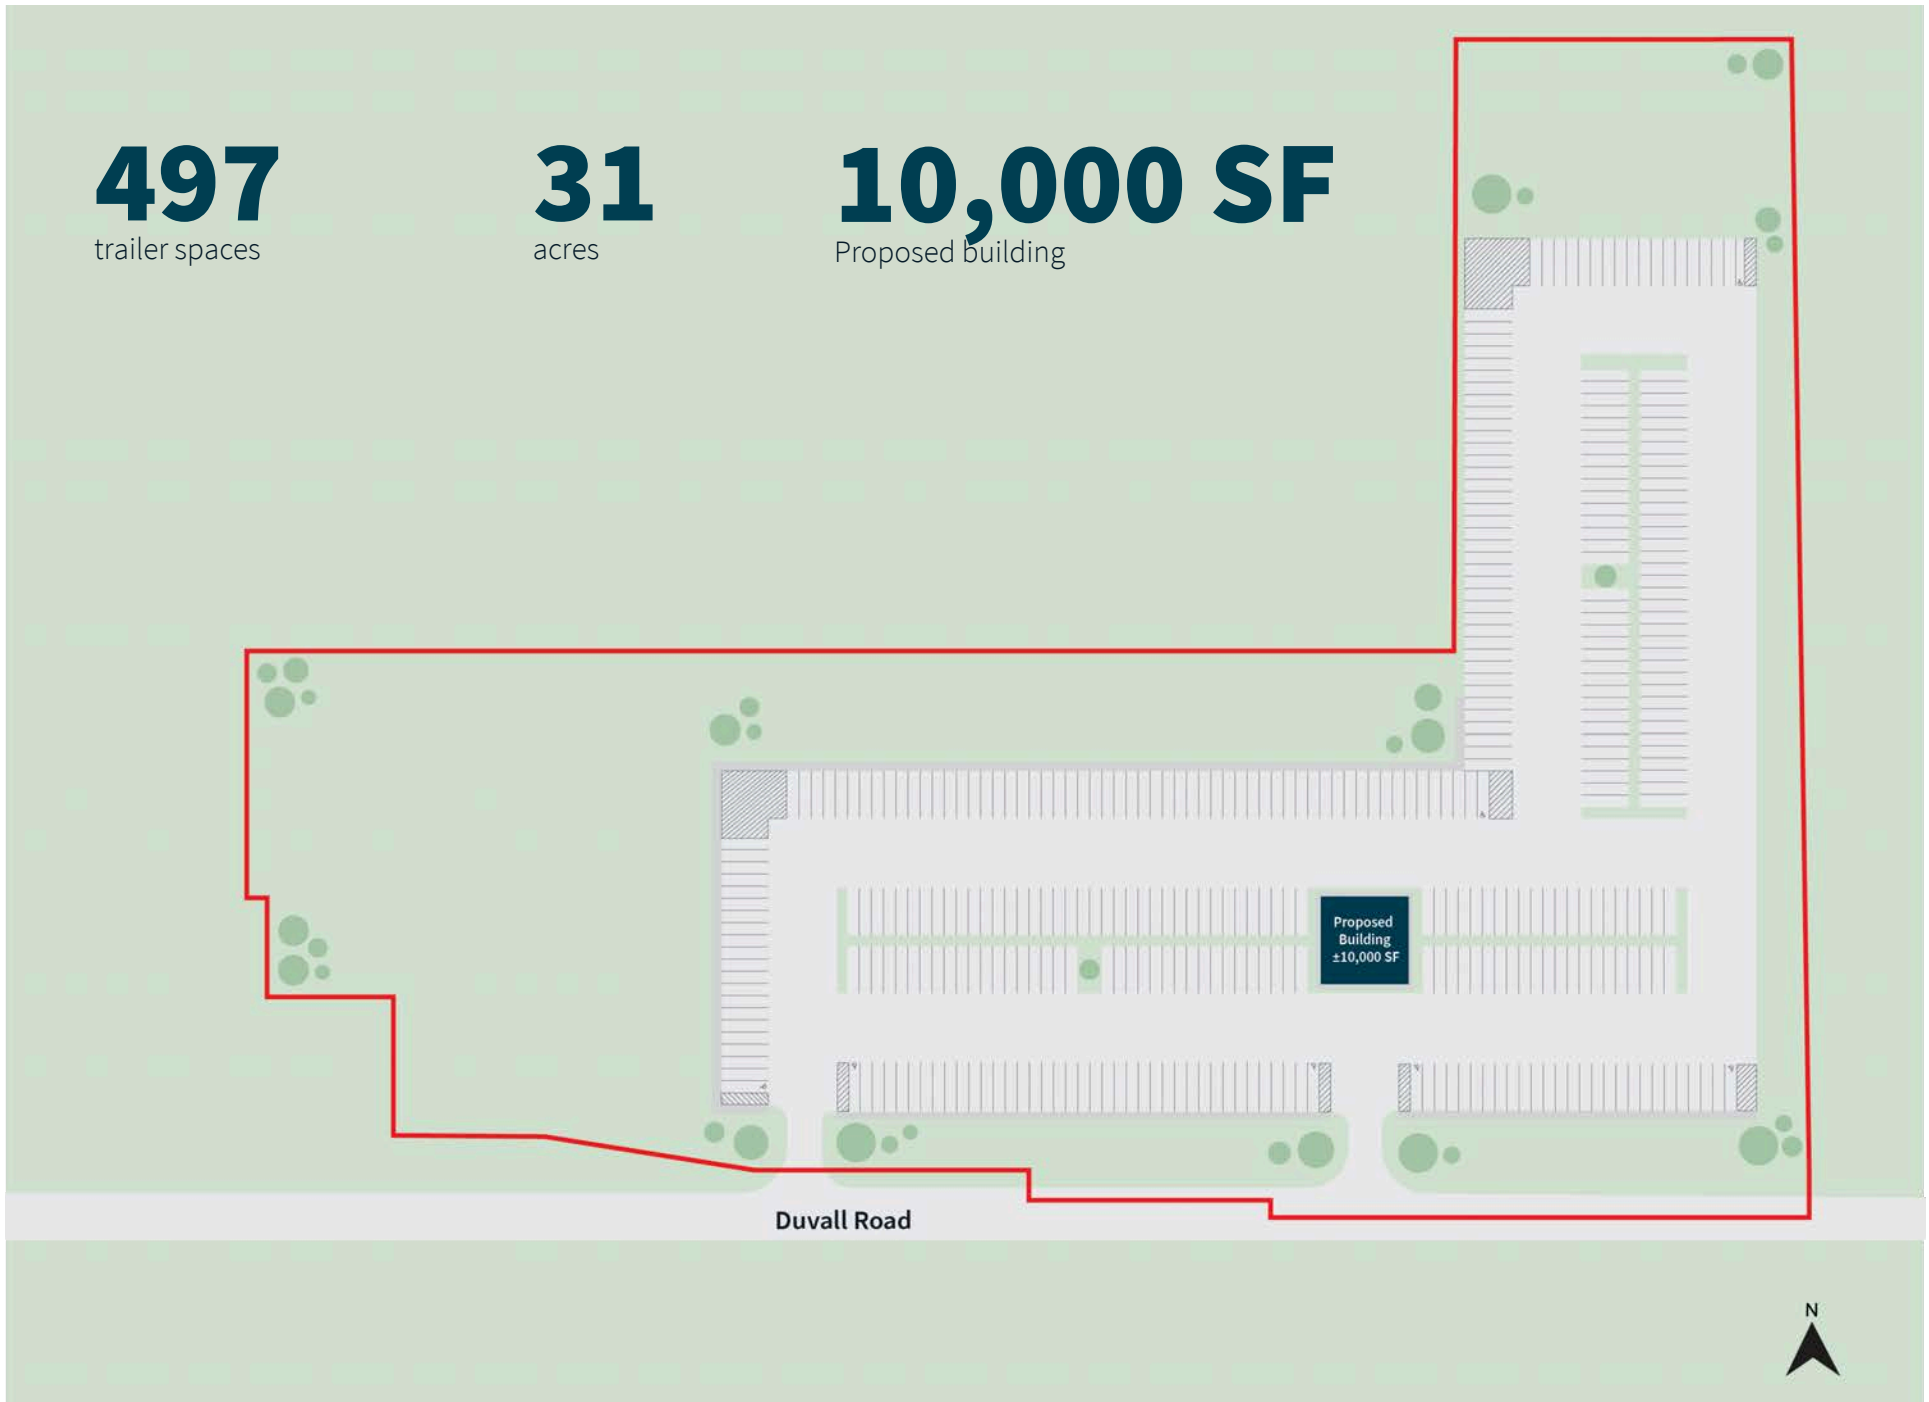 497
trailer spaces
31
acres
10,000 SF
Proposed building
Proposed
Building
±10,000 SF
Duvall Road
N